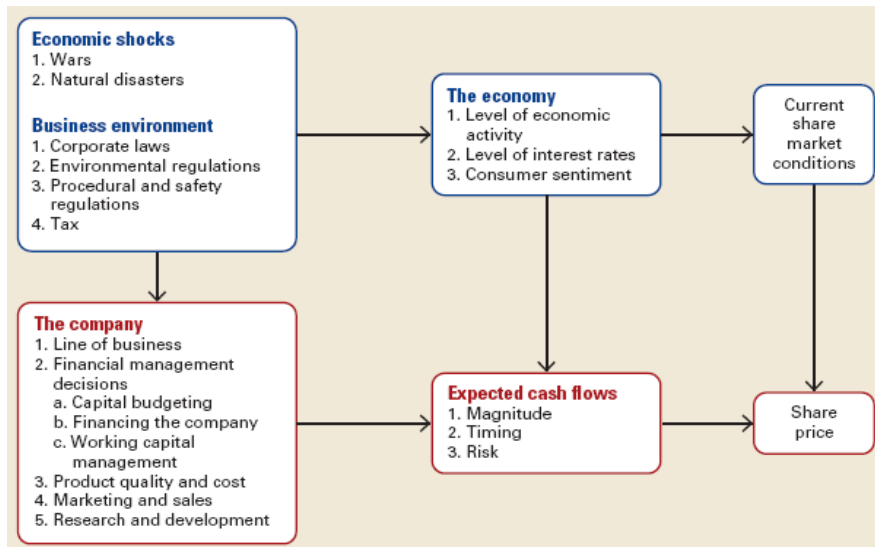 Economic shocks
1. Wars
2. Natural disasters
Business environment
1. Corporate laws
2. Environmental regulations
3. Procedural and safety
regulations
4. Tax
The economy
1. Level of economic
activity
2. Level of interest rates
3. Consumer sentiment
Current
share
market
conditions
The company
1. Line of business
2. Financial management
decisions
a. Capital budgeting
b. Financing the company
c. Working capital
management
3. Product quality and cost
4. Marketing and sales
5. Research and development
Expected cash flows
1. Magnitude
2. Timing
3. Risk
Share
price